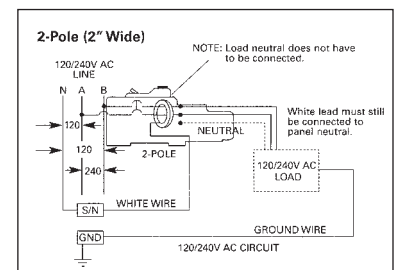 2-Pole (2" Wide)
NOTE: Load neutral does not have
to be connected.
120/240V AC
LINE
N A B
White lead must still
be connected to
panel neutral.
120
NEUTRAL
120
2-POLE
120/240V AC
LOAD
240
WHITE WIRE
S/N
GROUND WIRE
GND
120/240V AC CIRCUIT